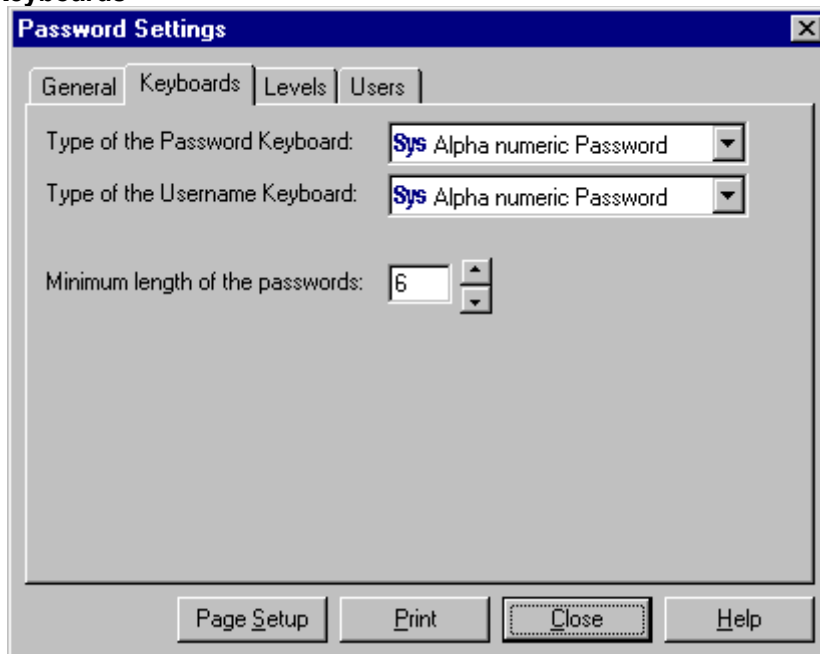 Keyboards
Password Settings
General Keyboards Levels Users
Type of the Password Keyboard: Sys Alpha numeric Password
Type of the Username Keyboard: Sys Alpha numeric Password
Minimum length of the passwords: 6
Page Setup Print Close Help